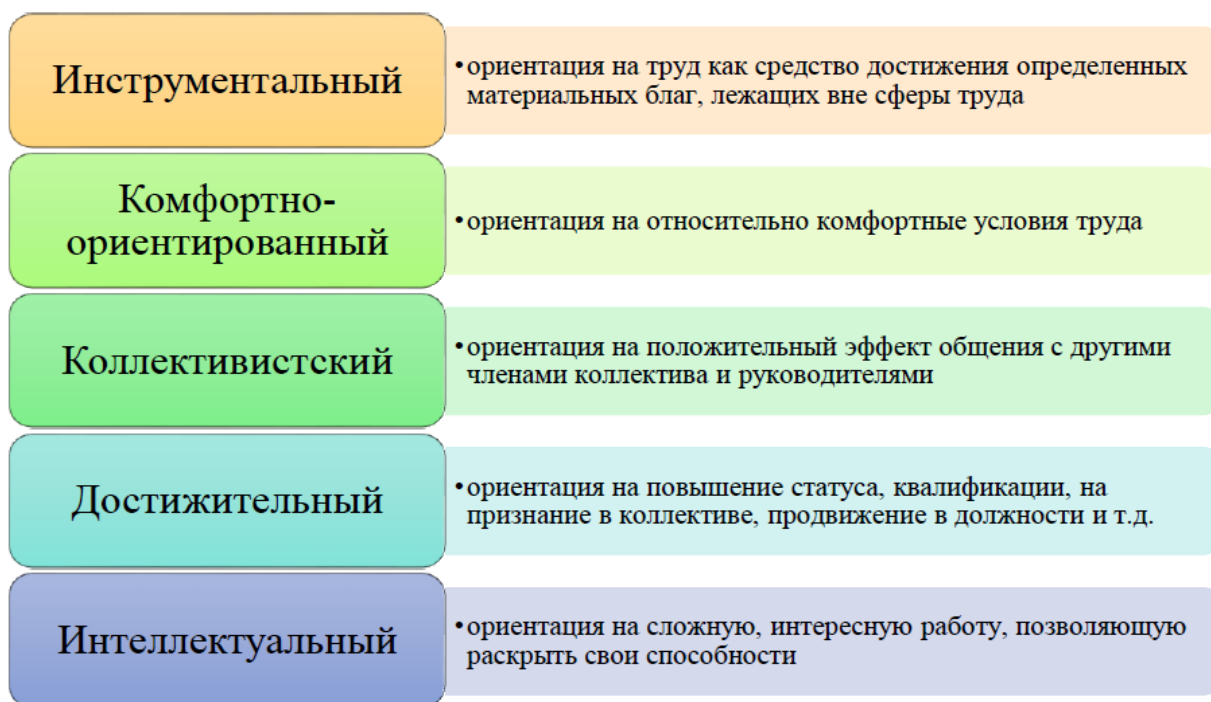 Инструментальный
•ориентация на труд как средство достижения определенных
материальных благ, лежащих вне сферы труда
Комфортно-
ориентированный
•ориентация на относительно комфортные условия труда
Коллективистский
•ориентация на положительный эффект общения с другими
членами коллектива и руководителями
Достижительный
•ориентация на повышение статуса, квалификации, на
признание в коллективе, продвижение в должности и т.д.
Интеллектуальный
•ориентация на сложную, интересную работу, позволяющую
раскрыть свои способности